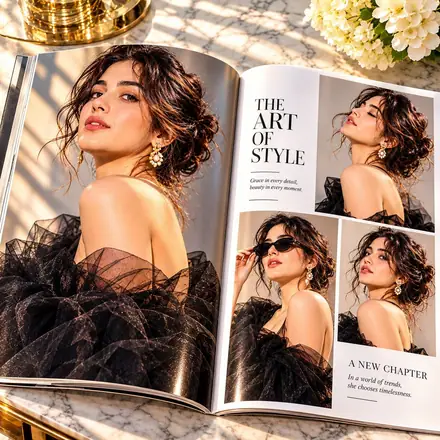 THE
ART
OF
STYLE
Grace in every detail,
beauty in every moment.
A NEW CHAPTER
In a world of trends,
she chooses timelessness.